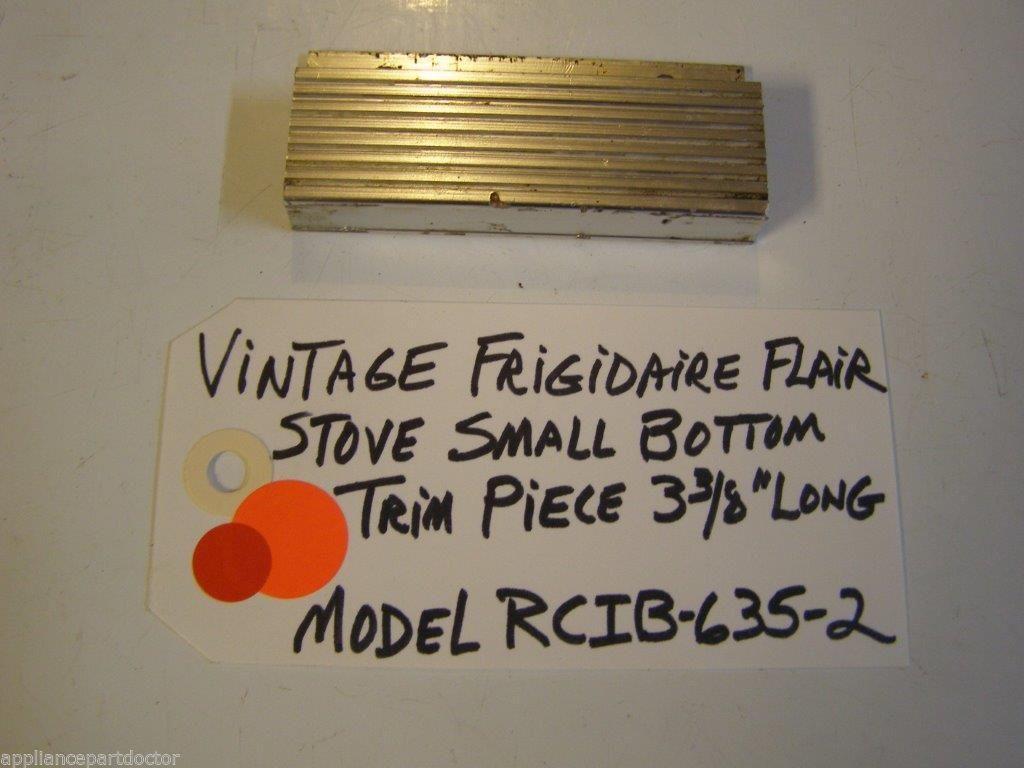 VINTAGE FRIGIDAIRE FLAIR
STOVE SMALL BOTTOM
TRIM PIECE 3 3/8" LONG
MODEL RCIB-635-2
appliancepartdoctor